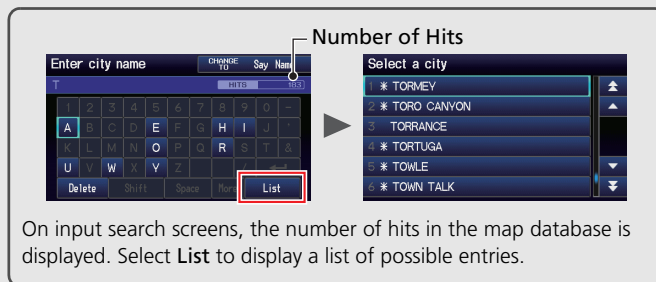 Number of Hits
Enter city name
CHANGE TO Say Name
T
HITS 183
1 2 3 4 5 6 7 8 9 0 -
A B C D E F G H I J '
K L M N O P Q R S T &
U V W X Y Z /
Delete Shift Space More List
Select a city
1 * TORMEY
2 * TORO CANYON
3 TORRANCE
4 * TORTUGA
5 * TOWLE
6 * TOWN TALK
On input search screens, the number of hits in the map database is
displayed. Select List to display a list of possible entries.